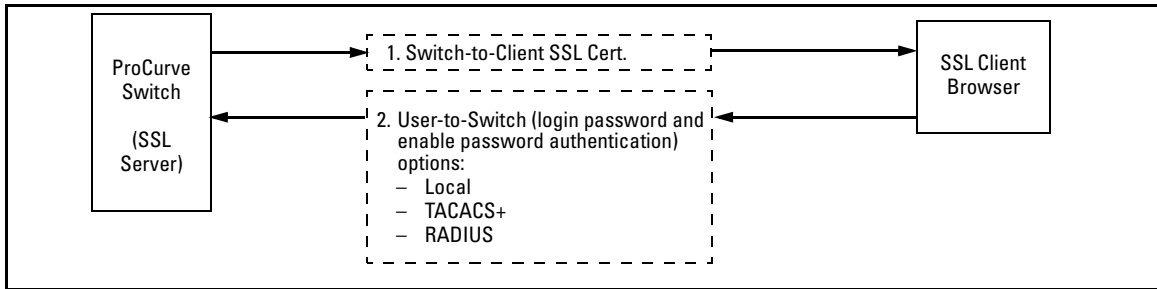 ProCurve
Switch
(SSL
Server)
1. Switch-to-Client SSL Cert.
2. User-to-Switch (login password and
enable password authentication)
options:
– Local
– TACACS+
– RADIUS
SSL Client
Browser